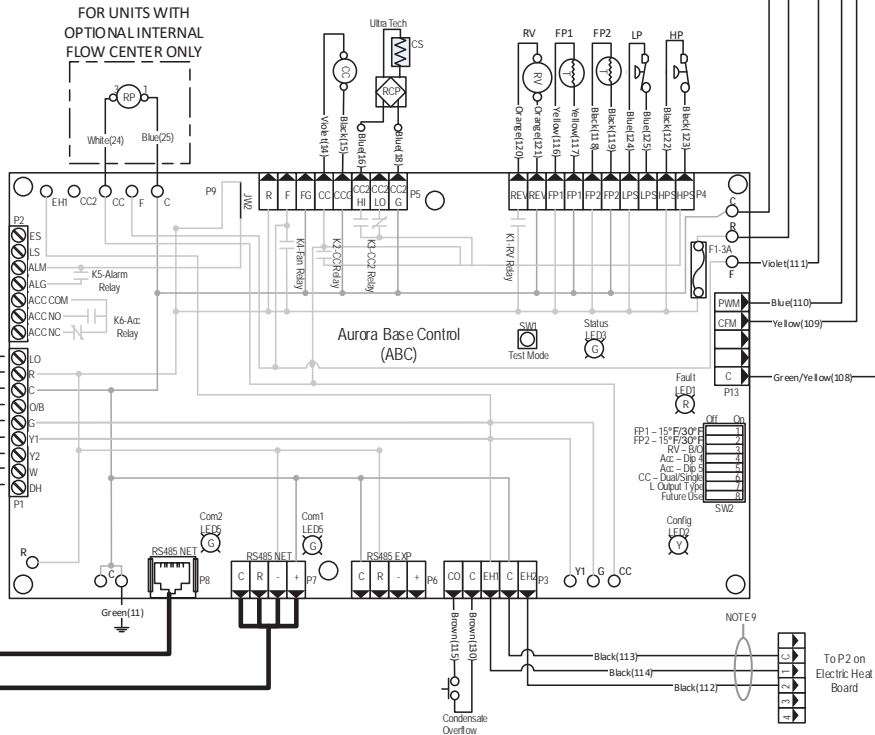 FOR UNITS WITH
OPTIONAL INTERNAL
FLOW CENTER ONLY
3 RP 1
White(24)
Blue(25)
Ultra Tech
CS
CC
RCP
Violet(14)
Black(15)
Blue(16)
Blue(18)
RV FP1 FP2 LP HP
RV T T
Orange(120)
Orange(121)
Yellow(116)
Yellow(117)
Black(118)
Black(119)
Blue(124)
Blue(125)
Black(122)
Black(123)
EH1 CC2 CC F C
P9
JW2
R F FG CC CCG CC2 HI CC2 LO CC2 G P5
REV REV FP1 FP1 FP2 FP2 LPS LPS HPS HPS P4
C
R
F
F1-3A
Violet(111)
P2
ES
LS
ALM
ALG
ACC COM
ACC NO
ACC NC
K5-Alarm
Relay
K6-Acc
Relay
K4-Fan Relay
K2-CC Relay
K3-CC2 Relay
K1-RV Relay
PWM
CFM
C
P13
Blue(110)
Yellow(109)
Green/Yellow(108)
Aurora Base Control
(ABC)
SW1
Test Mode
Status
LED3
G
LO
R
C
O/B
G
Y1
Y2
W
DH
P1
Fault
LED1
R
Off On
FP1 – 15°F/30°F 1
FP2 – 15°F/30°F 2
RV – B/O 3
Acc – Dip 4 4
Acc – Dip 5 5
CC – Dual/Single 6
L Output Type 7
Future Use 8
SW2
Config
LED2
Y
R
C
Green(11)
RS485 NET
P8
Com2
LED5
G
Com1
LED5
G
RS485 NET
C R - + P7
RS485 EXP
C R - + P6
CO C EH1 C EH2 P3
Y1 G CC
Brown(115)
Brown(130)
Condensate
Overflow
Black(113)
Black(114)
Black(112)
NOTE 9
C
1
2
3
4
To P2 on
Electric Heat
Board